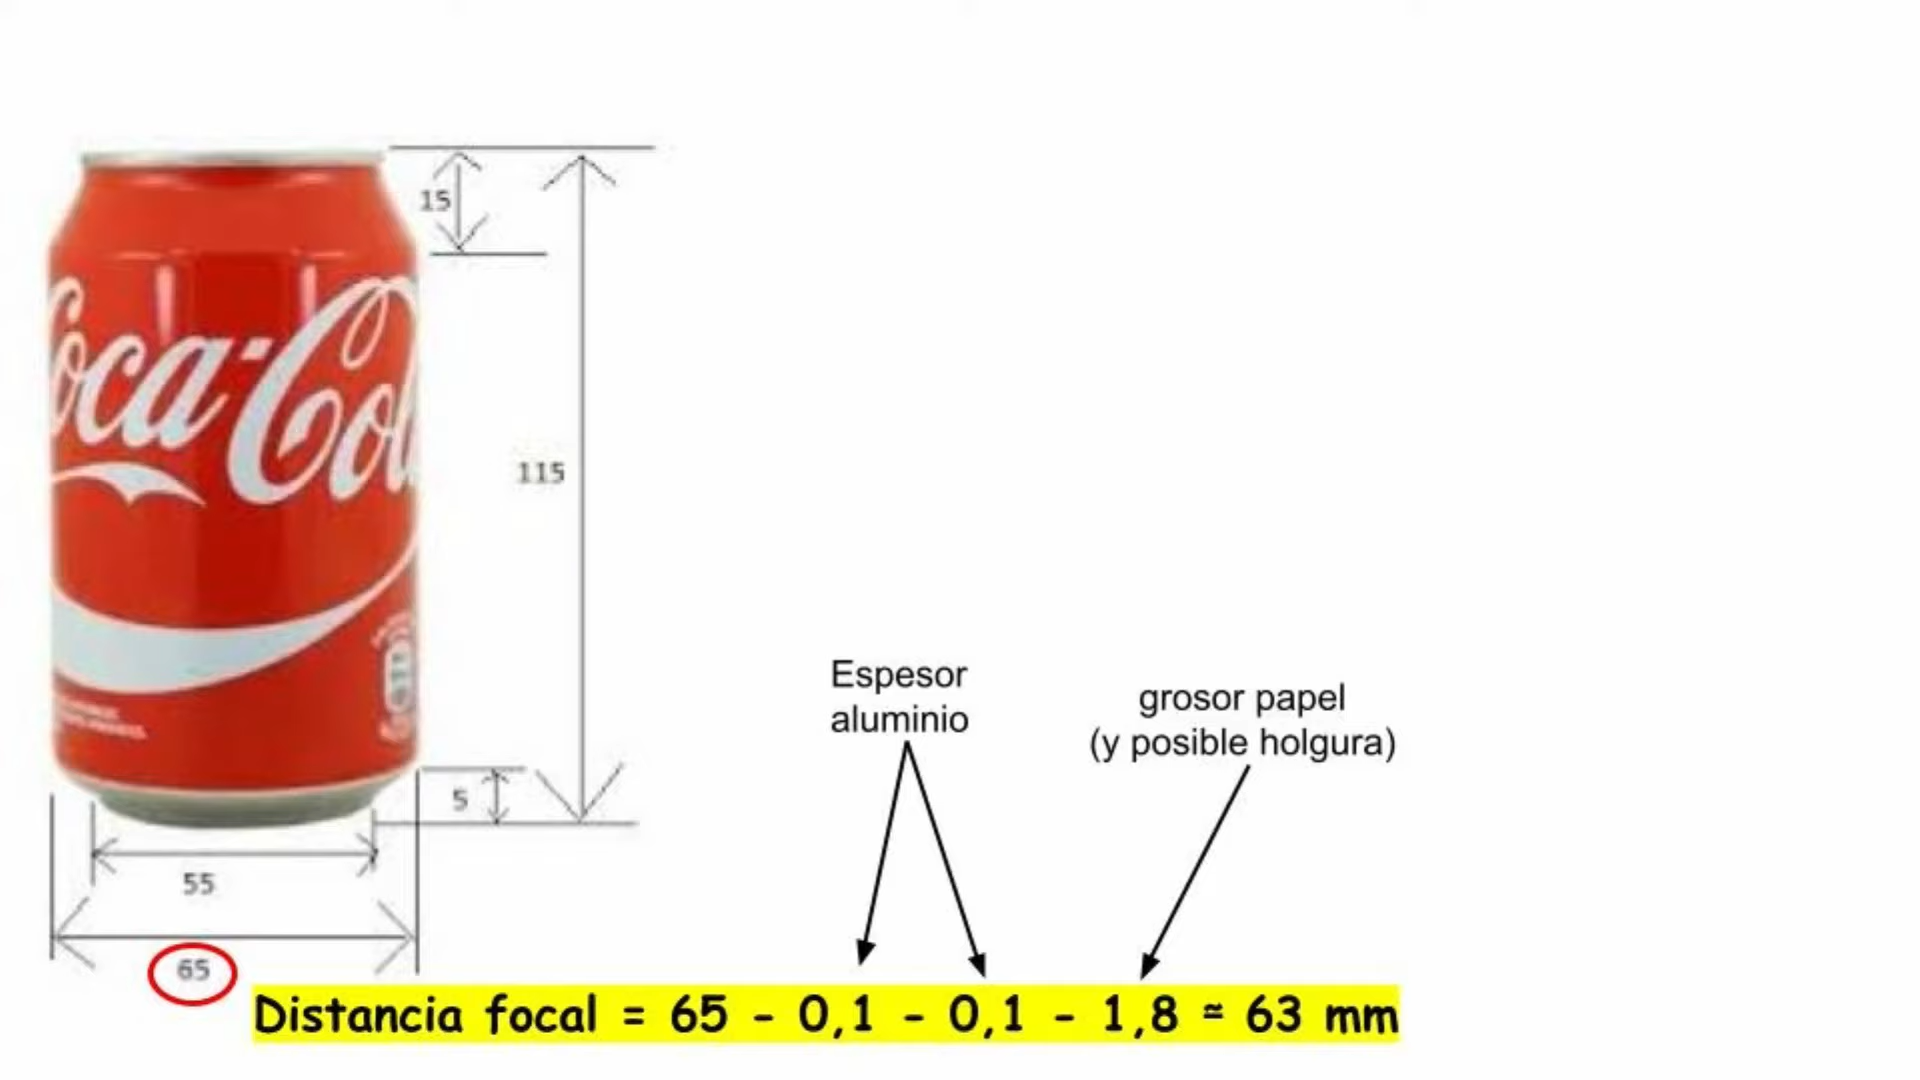 15
Coca-Col
115
Espesor
aluminio
grosor papel
(y posible holgura)
5
55
65
Distancia focal = 65 - 0,1 - 0,1 - 1,8 ≃ 63 mm